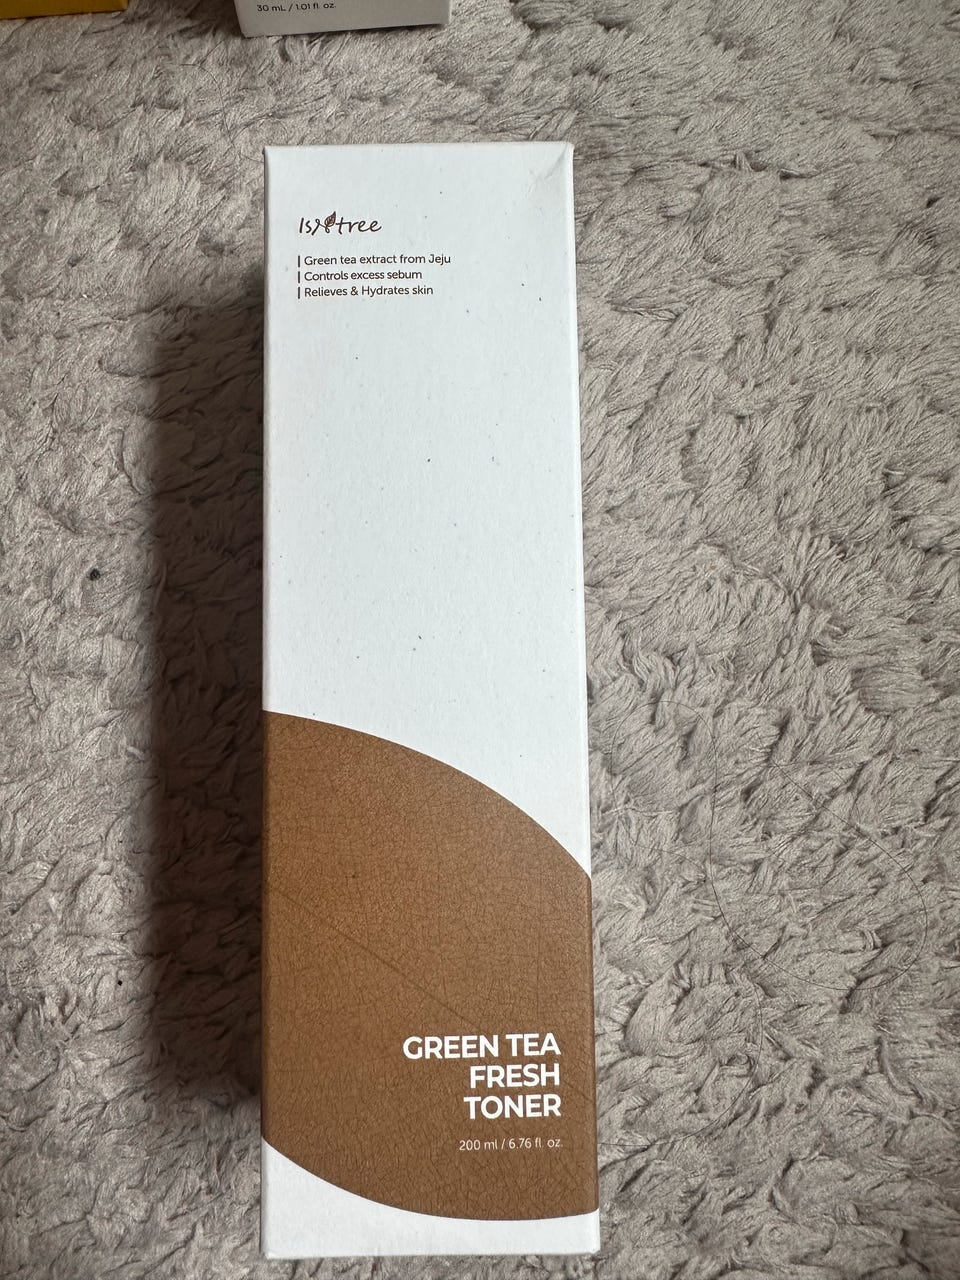 30 mL / 1.01 fl. oz.
Isntree
Green tea extract from Jeju
Controls excess sebum
Relieves & Hydrates skin
GREEN TEA
FRESH
TONER
200 ml / 6.76 fl. oz.